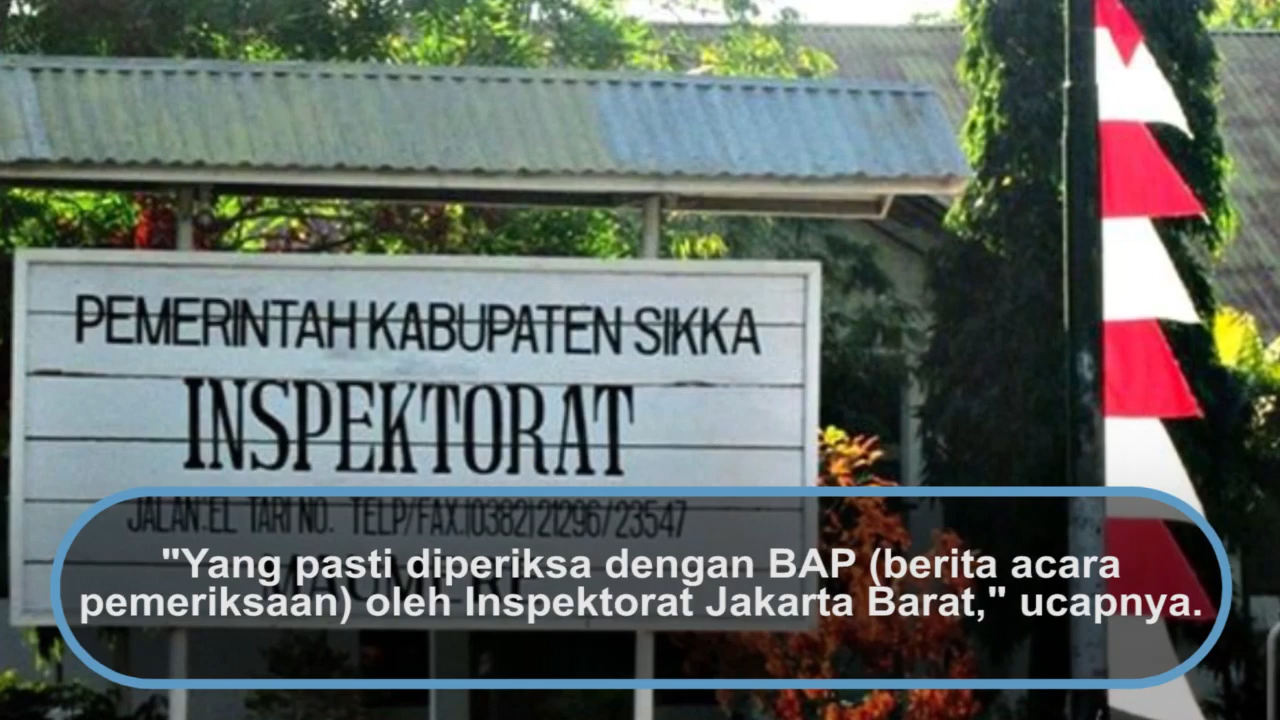 PEMERINTAH KABUPATEN SIKKA
INSPEKTORAT
JALAN.EL TARI NO. TELP/FAX.(0382) 21296/23547
"Yang pasti diperiksa dengan BAP (berita acara
pemeriksaan) oleh Inspektorat Jakarta Barat," ucapnya.